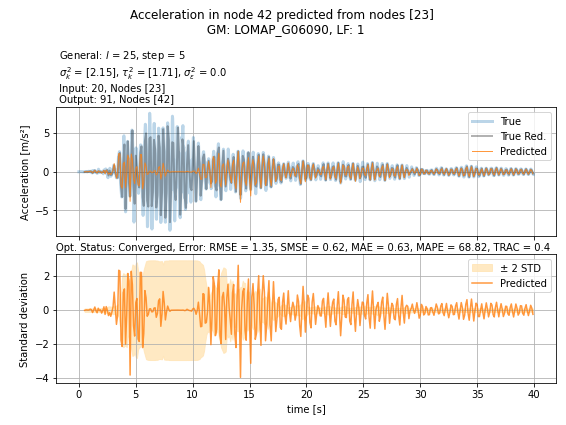 Acceleration in node 42 predicted from nodes [23]
GM: LOMAP_G06090, LF: 1
General: l = 25, step = 5
σ_k² = [2.15], τ_k² = [1.71], σ_ε² = 0.0
Input: 20, Nodes [23]
Output: 91, Nodes [42]
Acceleration [m/s²]
5
0
−5
True
True Red.
Predicted
Opt. Status: Converged, Error: RMSE = 1.35, SMSE = 0.62, MAE = 0.63, MAPE = 68.82, TRAC = 0.4
Standard deviation
2
0
−2
−4
± 2 STD
Predicted
0 5 10 15 20 25 30 35 40
time [s]